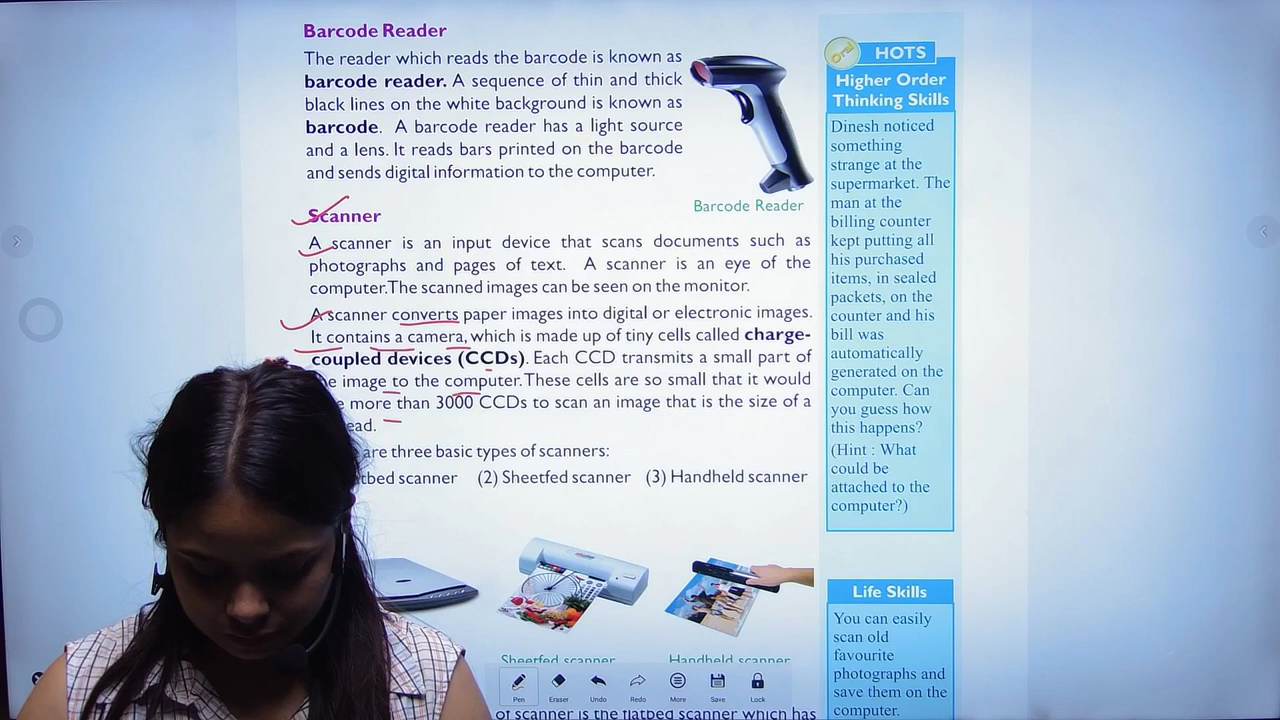 Barcode Reader
The reader which reads the barcode is known as
barcode reader. A sequence of thin and thick
black lines on the white background is known as
barcode. A barcode reader has a light source
and a lens. It reads bars printed on the barcode
and sends digital information to the computer.
Barcode Reader
Scanner
A scanner is an input device that scans documents such as
photographs and pages of text. A scanner is an eye of the
computer.The scanned images can be seen on the monitor.
A scanner converts paper images into digital or electronic images.
It contains a camera, which is made up of tiny cells called charge-
coupled devices (CCDs). Each CCD transmits a small part of
image to the computer.These cells are so small that it would
more than 3000 CCDs to scan an image that is the size of a
are three basic types of scanners:
scanner (2) Sheetfed scanner (3) Handheld scanner
Sheetfed scanner Handheld scanner
of scanner is the flatbed scanner which has
HOTS
Higher Order
Thinking Skills
Dinesh noticed
something
strange at the
supermarket. The
man at the
billing counter
kept putting all
his purchased
items, in sealed
packets, on the
counter and his
bill was
automatically
generated on the
computer. Can
you guess how
this happens?
(Hint : What
could be
attached to the
computer?)
Life Skills
You can easily
scan old
favourite
photographs and
save them on the
computer.
Pen Eraser Undo Redo More Save Lock